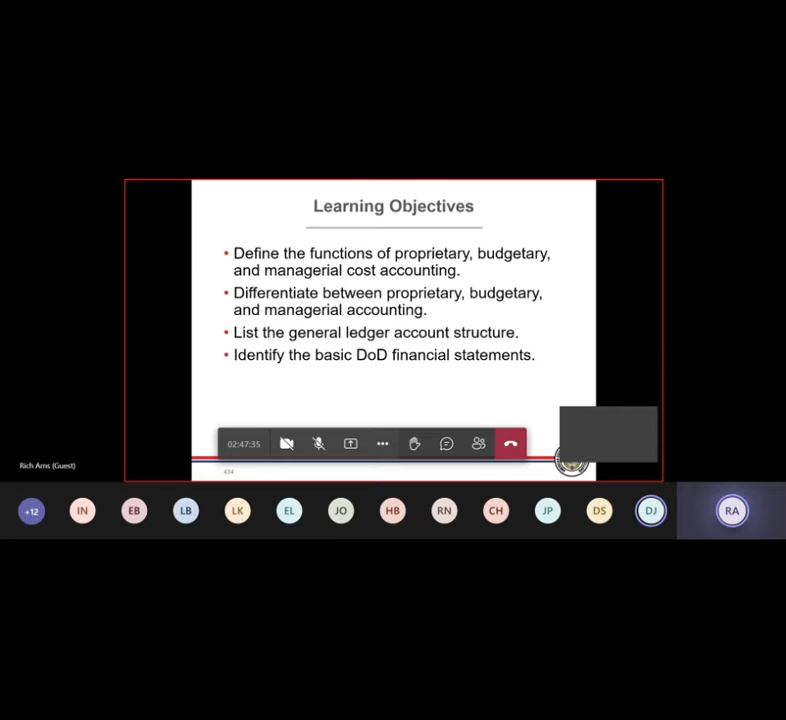 Learning Objectives
• Define the functions of proprietary, budgetary,
and managerial cost accounting.
• Differentiate between proprietary, budgetary,
and managerial accounting.
• List the general ledger account structure.
• Identify the basic DoD financial statements.
02:47:35
Rich Arns (Guest)
434
+12 IN EB LB LK EL JO HB RN CH JP DS DJ RA